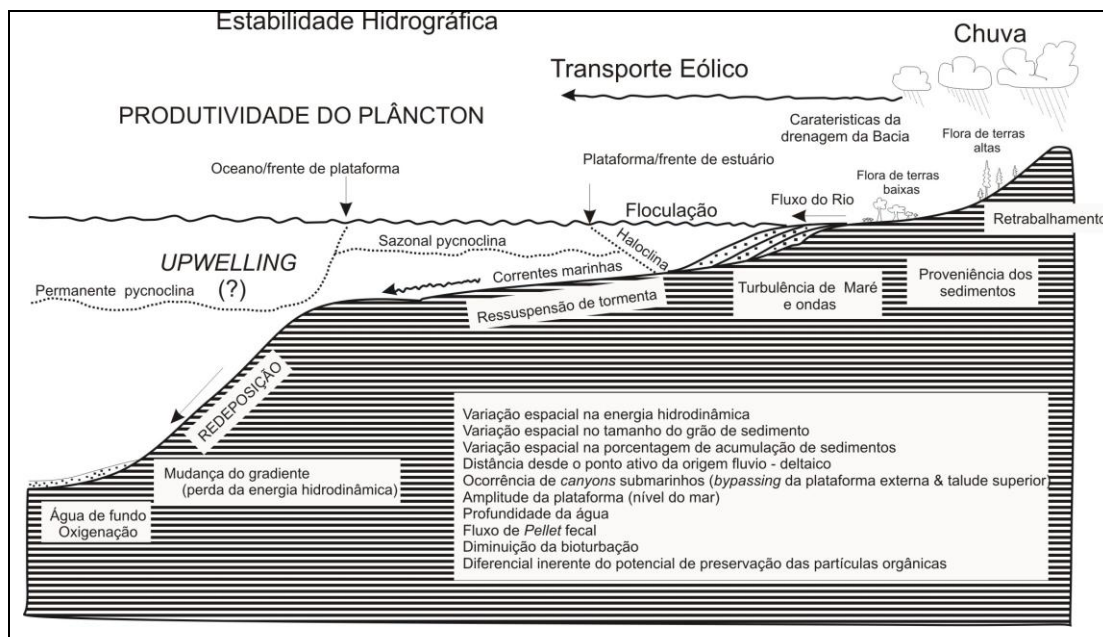 Estabilidade Hidrográfica
Chuva
Transporte Eólico
PRODUTIVIDADE DO PLÂNCTON
Carateristicas da
drenagem da Bacia
Flora de terras
altas
Oceano/frente de plataforma
Plataforma/frente de estuário
Flora de terras
baixas
Fluxo do Rio
Floculação
Retrabalhamento
Sazonal pycnoclina
Haloclina
UPWELLING
(?)
Permanente pycnoclina
Correntes marinhas
Ressuspensão de tormenta
Turbulência de Maré
e ondas
Proveniência dos
sedimentos
REDEPOSIÇÃO
Mudança do gradiente
(perda da energia hidrodinâmica)
Água de fundo
Oxigenação
Variação espacial na energia hidrodinâmica
Variação espacial no tamanho do grão de sedimento
Variação espacial na porcentagem de acumulação de sedimentos
Distância desde o ponto ativo da origem fluvio - deltaico
Ocorrência de canyons submarinhos (bypassing da plataforma externa & talude superior)
Amplitude da plataforma (nível do mar)
Profundidade da água
Fluxo de Pellet fecal
Diminuição da bioturbação
Diferencial inerente do potencial de preservação das partículas orgânicas